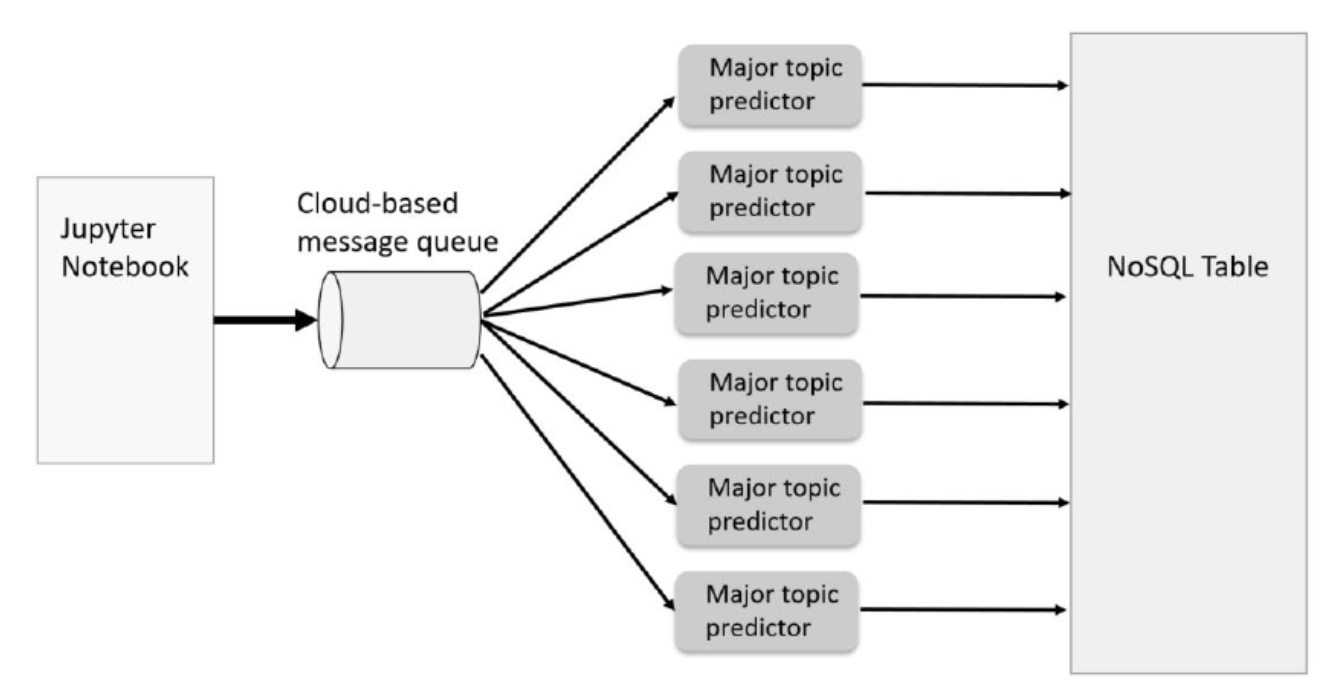 Jupyter
Notebook
Cloud-based
message queue
Major topic
predictor
Major topic
predictor
Major topic
predictor
Major topic
predictor
Major topic
predictor
Major topic
predictor
NoSQL Table